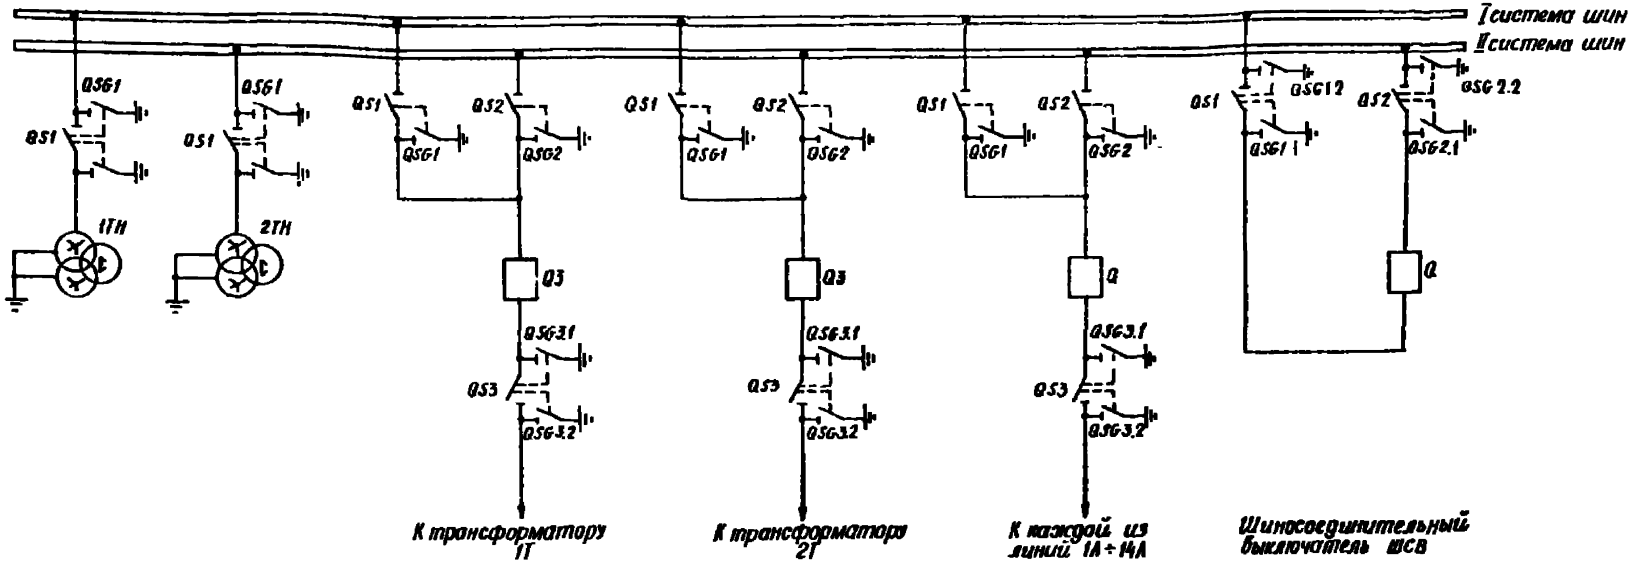 I система шин
II система шин
QSG1
QS1
1ТН
QSG1
QS1
2ТН
QS1
QSG1
QS2
QSG2
Q3
QSG3.1
QS3
QSG3.2
К трансформатору
1Т
QS1
QSG1
QS2
QSG2
Q3
QSG3.1
QS3
QSG3.2
К трансформатору
2Т
QS1
QSG1
QS2
QSG2
Q
QSG3.1
QS3
QSG3.2
К каждой из
линий 1Л÷14Л
QSG1 2
QS1
QSG1 1
QSG2.2
QS2
QSG2.1
Q
Шиносоединительный
выключатель ШСВ